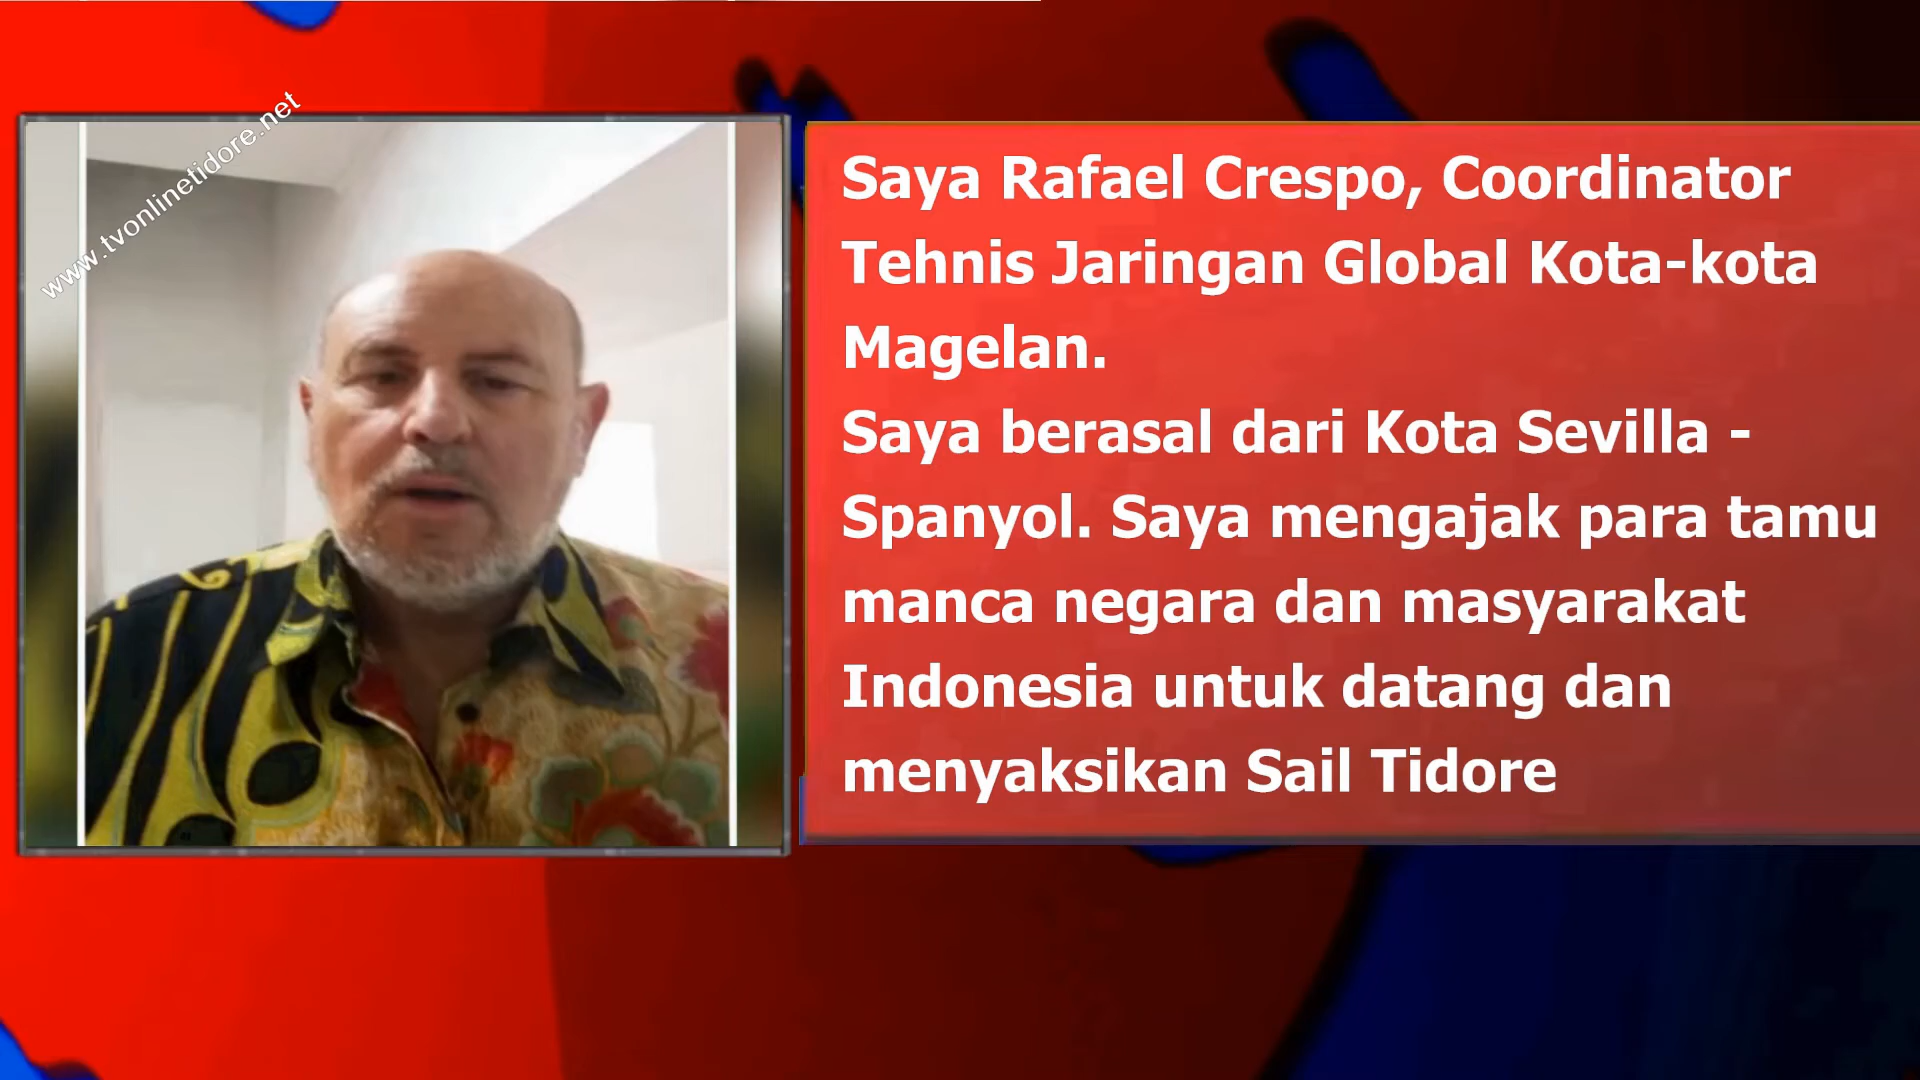 www.tvonlinetidore.net
Saya Rafael Crespo, Coordinator
Tehnis Jaringan Global Kota-kota
Magelan.
Saya berasal dari Kota Sevilla -
Spanyol. Saya mengajak para tamu
manca negara dan masyarakat
Indonesia untuk datang dan
menyaksikan Sail Tidore